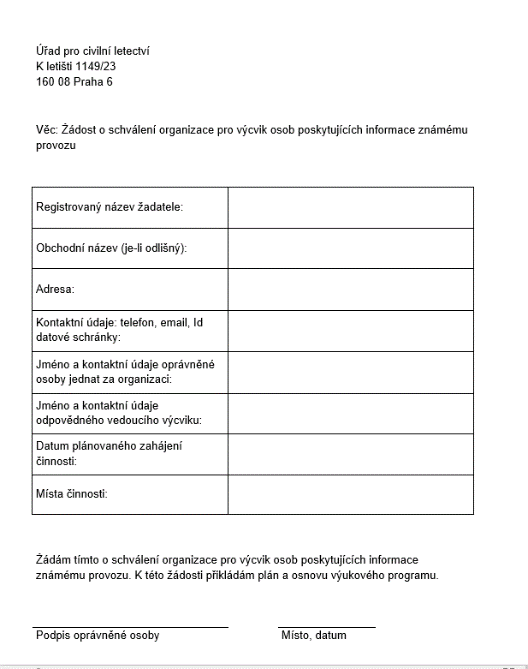 Úřad pro civilní letectví
K letišti 1149/23
160 08 Praha 6
Věc: Žádost o schválení organizace pro výcvik osob poskytujících informace známému
provozu
Registrovaný název žadatele:
Obchodní název (je-li odlišný):
Adresa:
Kontaktní údaje: telefon, email, Id
datové schránky:
Jméno a kontaktní údaje oprávněné
osoby jednat za organizaci:
Jméno a kontaktní údaje
odpovědného vedoucího výcviku:
Datum plánovaného zahájení
činnosti:
Místa činnosti:
Žádám tímto o schválení organizace pro výcvik osob poskytujících informace
známému provozu. K této žádosti přikládám plán a osnovu výukového programu.
Podpis oprávněné osoby
Místo, datum